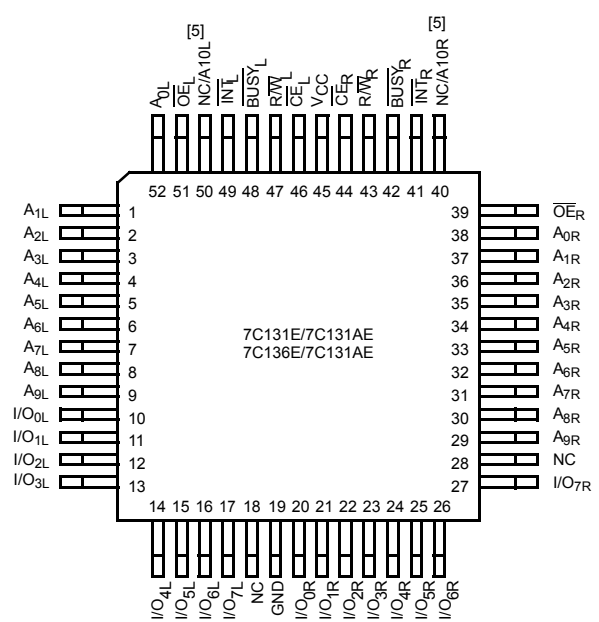 [5]
[5]
A0L
OEL
NC/A10L
INTL
BUSYL
R/WL
CEL
VCC
CER
R/WR
BUSYR
INTR
NC/A10R
52 51 50 49 48 47 46 45 44 43 42 41 40
A1L 1
A2L 2
A3L 3
A4L 4
A5L 5
A6L 6
A7L 7
A8L 8
A9L 9
I/O0L 10
I/O1L 11
I/O2L 12
I/O3L 13
7C131E/7C131AE
7C136E/7C131AE
39 OER
38 A0R
37 A1R
36 A2R
35 A3R
34 A4R
33 A5R
32 A6R
31 A7R
30 A8R
29 A9R
28 NC
27 I/O7R
14 15 16 17 18 19 20 21 22 23 24 25 26
I/O4L
I/O5L
I/O6L
I/O7L
NC
GND
I/O0R
I/O1R
I/O2R
I/O3R
I/O4R
I/O5R
I/O6R